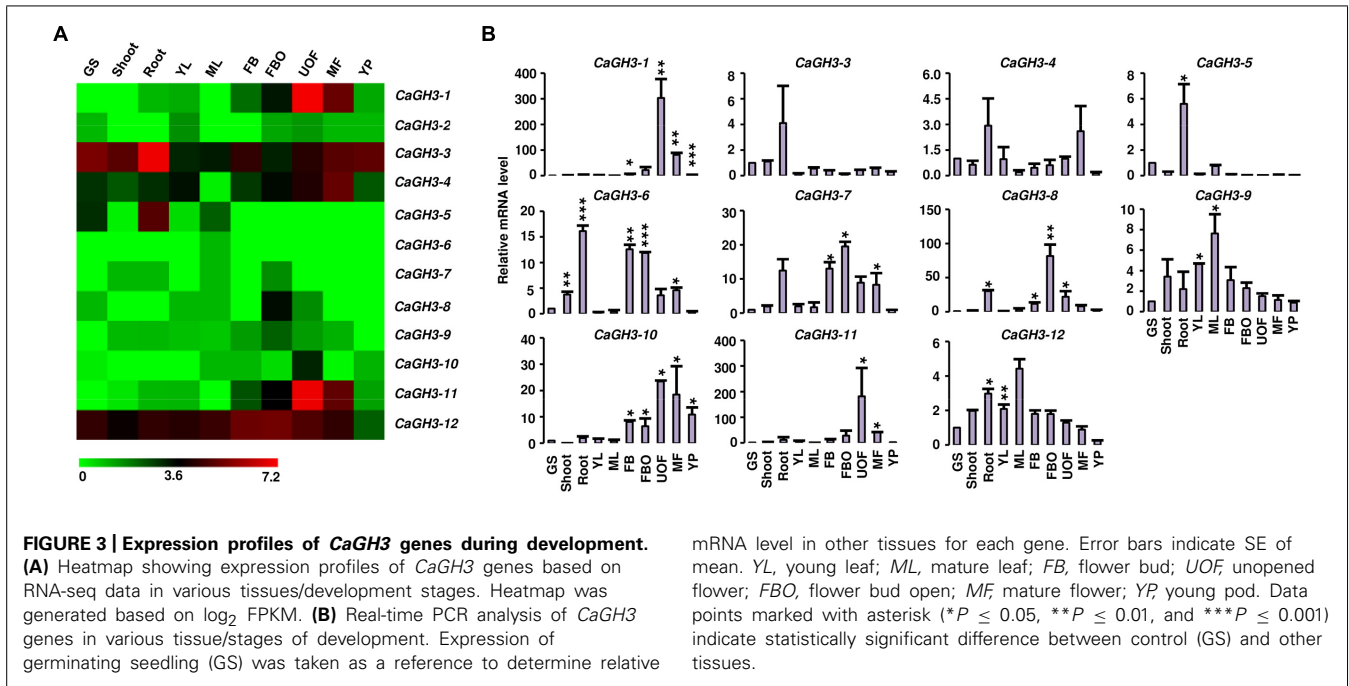 A
GS Shoot Root YL ML FB FBO UOF MF YP
CaGH3-1
CaGH3-2
CaGH3-3
CaGH3-4
CaGH3-5
CaGH3-6
CaGH3-7
CaGH3-8
CaGH3-9
CaGH3-10
CaGH3-11
CaGH3-12
0 3.6 7.2
B
Relative mRNA level
CaGH3-1
400
300
200
100
0
* ** ** ***
CaGH3-3
8
6
4
2
0
CaGH3-4
6.0
4.5
3.0
1.5
0.0
CaGH3-5
8
6
4
2
0
*
CaGH3-6
20
15
10
5
0
** *** ** *** *
CaGH3-7
30
20
10
0
* * *
CaGH3-8
150
100
50
0
* * ** *
CaGH3-9
10
8
6
4
2
0
* *
GS Shoot Root YL ML FB FBO UOF MF YP
CaGH3-10
40
30
20
10
0
* * * * *
GS Shoot Root YL ML FB FBO UOF MF YP
CaGH3-11
400
300
200
100
0
* *
GS Shoot Root YL ML FB FBO UOF MF YP
CaGH3-12
6
4
2
0
* **
GS Shoot Root YL ML FB FBO UOF MF YP
FIGURE 3 | Expression profiles of CaGH3 genes during development.
(A) Heatmap showing expression profiles of CaGH3 genes based on
RNA-seq data in various tissues/development stages. Heatmap was
generated based on log2 FPKM. (B) Real-time PCR analysis of CaGH3
genes in various tissue/stages of development. Expression of
germinating seedling (GS) was taken as a reference to determine relative
mRNA level in other tissues for each gene. Error bars indicate SE of
mean. YL, young leaf; ML, mature leaf; FB, flower bud; UOF, unopened
flower; FBO, flower bud open; MF, mature flower; YP, young pod. Data
points marked with asterisk (*P ≤ 0.05, **P ≤ 0.01, and ***P ≤ 0.001)
indicate statistically significant difference between control (GS) and other
tissues.